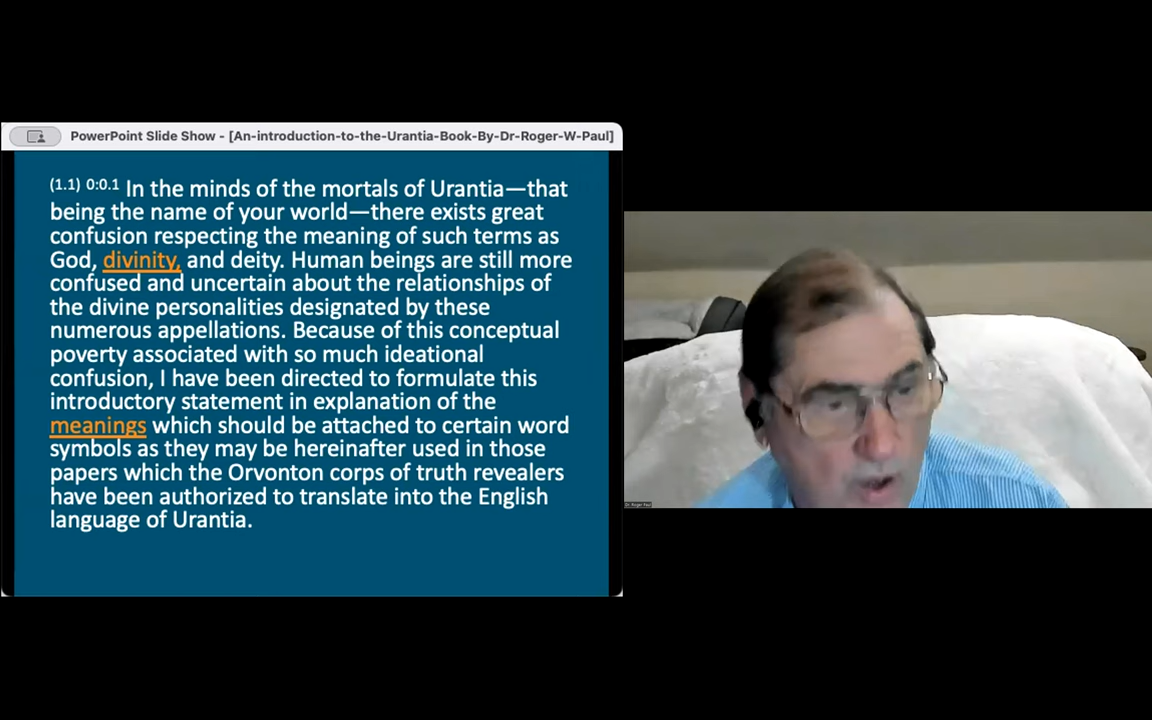 PowerPoint Slide Show - [An-introduction-to-the-Urantia-Book-By-Dr-Roger-W-Paul]
(1.1) 0:0.1 In the minds of the mortals of Urantia—that
being the name of your world—there exists great
confusion respecting the meaning of such terms as
God, divinity, and deity. Human beings are still more
confused and uncertain about the relationships of
the divine personalities designated by these
numerous appellations. Because of this conceptual
poverty associated with so much ideational
confusion, I have been directed to formulate this
introductory statement in explanation of the
meanings which should be attached to certain word
symbols as they may be hereinafter used in those
papers which the Orvonton corps of truth revealers
have been authorized to translate into the English
language of Urantia.
Dr. Roger Paul